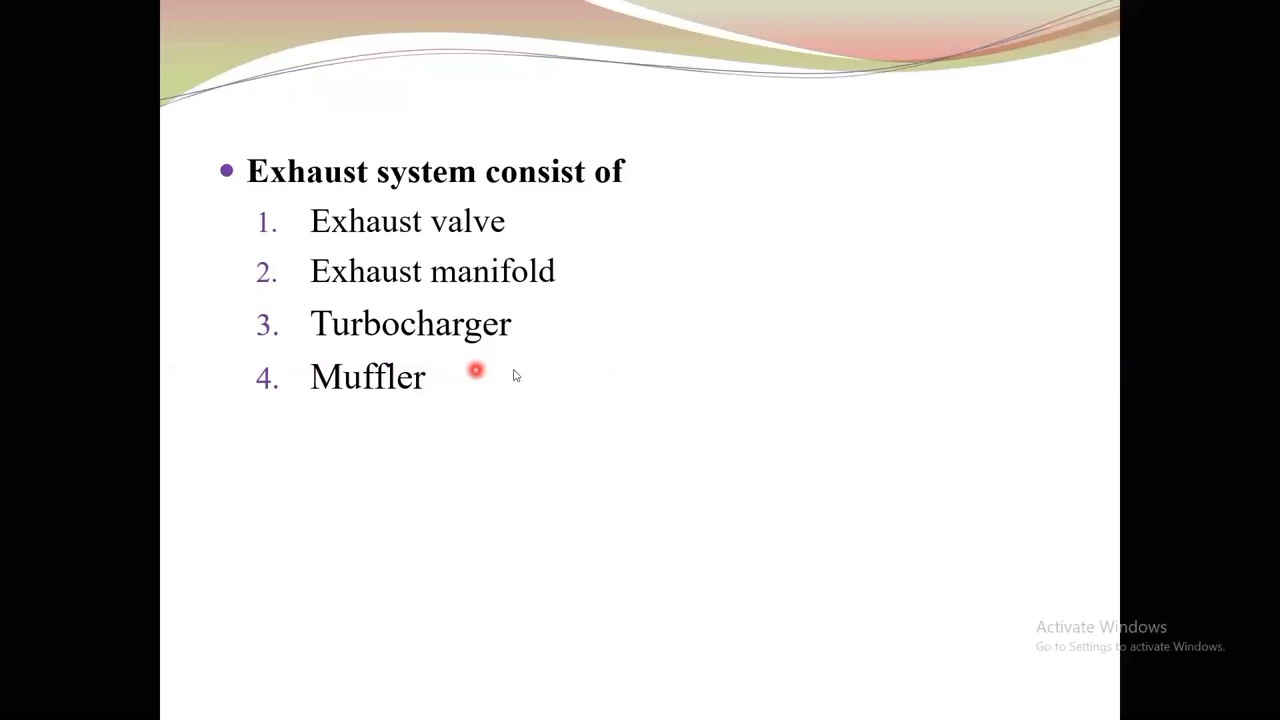 Exhaust system consist of
1. Exhaust valve
2. Exhaust manifold
3. Turbocharger
4. Muffler
Activate Windows
Go to Settings to activate Windows.